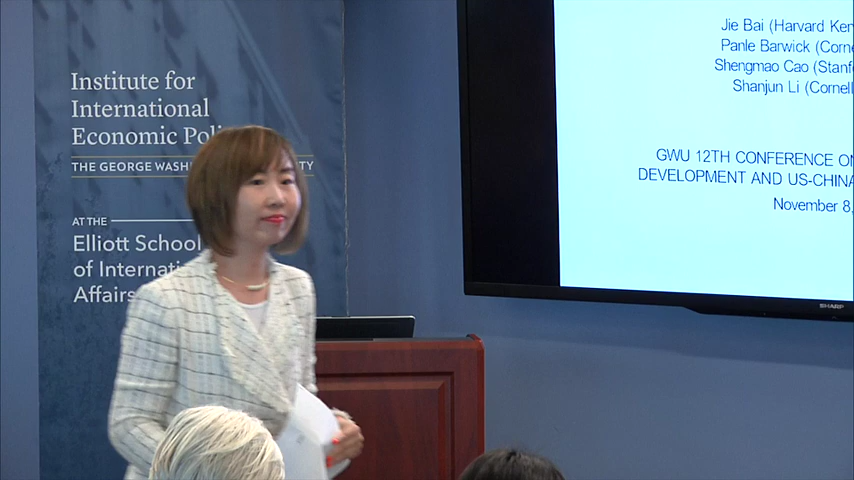 Institute for
International
Economic Poli
THE GEORGE WASH
TY
AT THE
Elliott School
of Internati
Affairs
Jie Bai (Harvard Ken
Panle Barwick (Corne
Shengmao Cao (Stanf
Shanjun Li (Cornell
GWU 12TH CONFERENCE ON
DEVELOPMENT AND US-CHINA
November 8,
SHARP